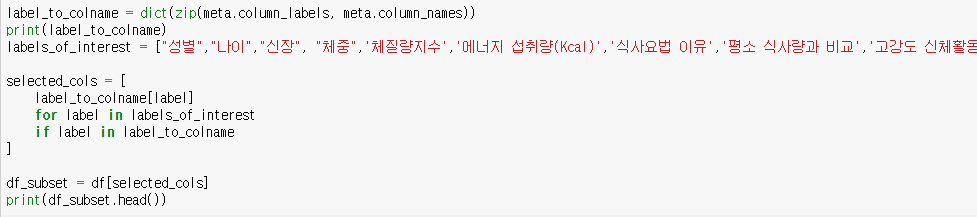 label_to_colname = dict(zip(meta.column_labels, meta.column_names))
print(label_to_colname)
labels_of_interest = ["성별","나이","신장", "체중",'체질량지수','에너지 섭취량(Kcal)','식사요법 이유','평소 식사량과 비교','고강도 신체활동
selected_cols = [
    label_to_colname[label]
    for label in labels_of_interest
    if label in label_to_colname
]
df_subset = df[selected_cols]
print(df_subset.head())